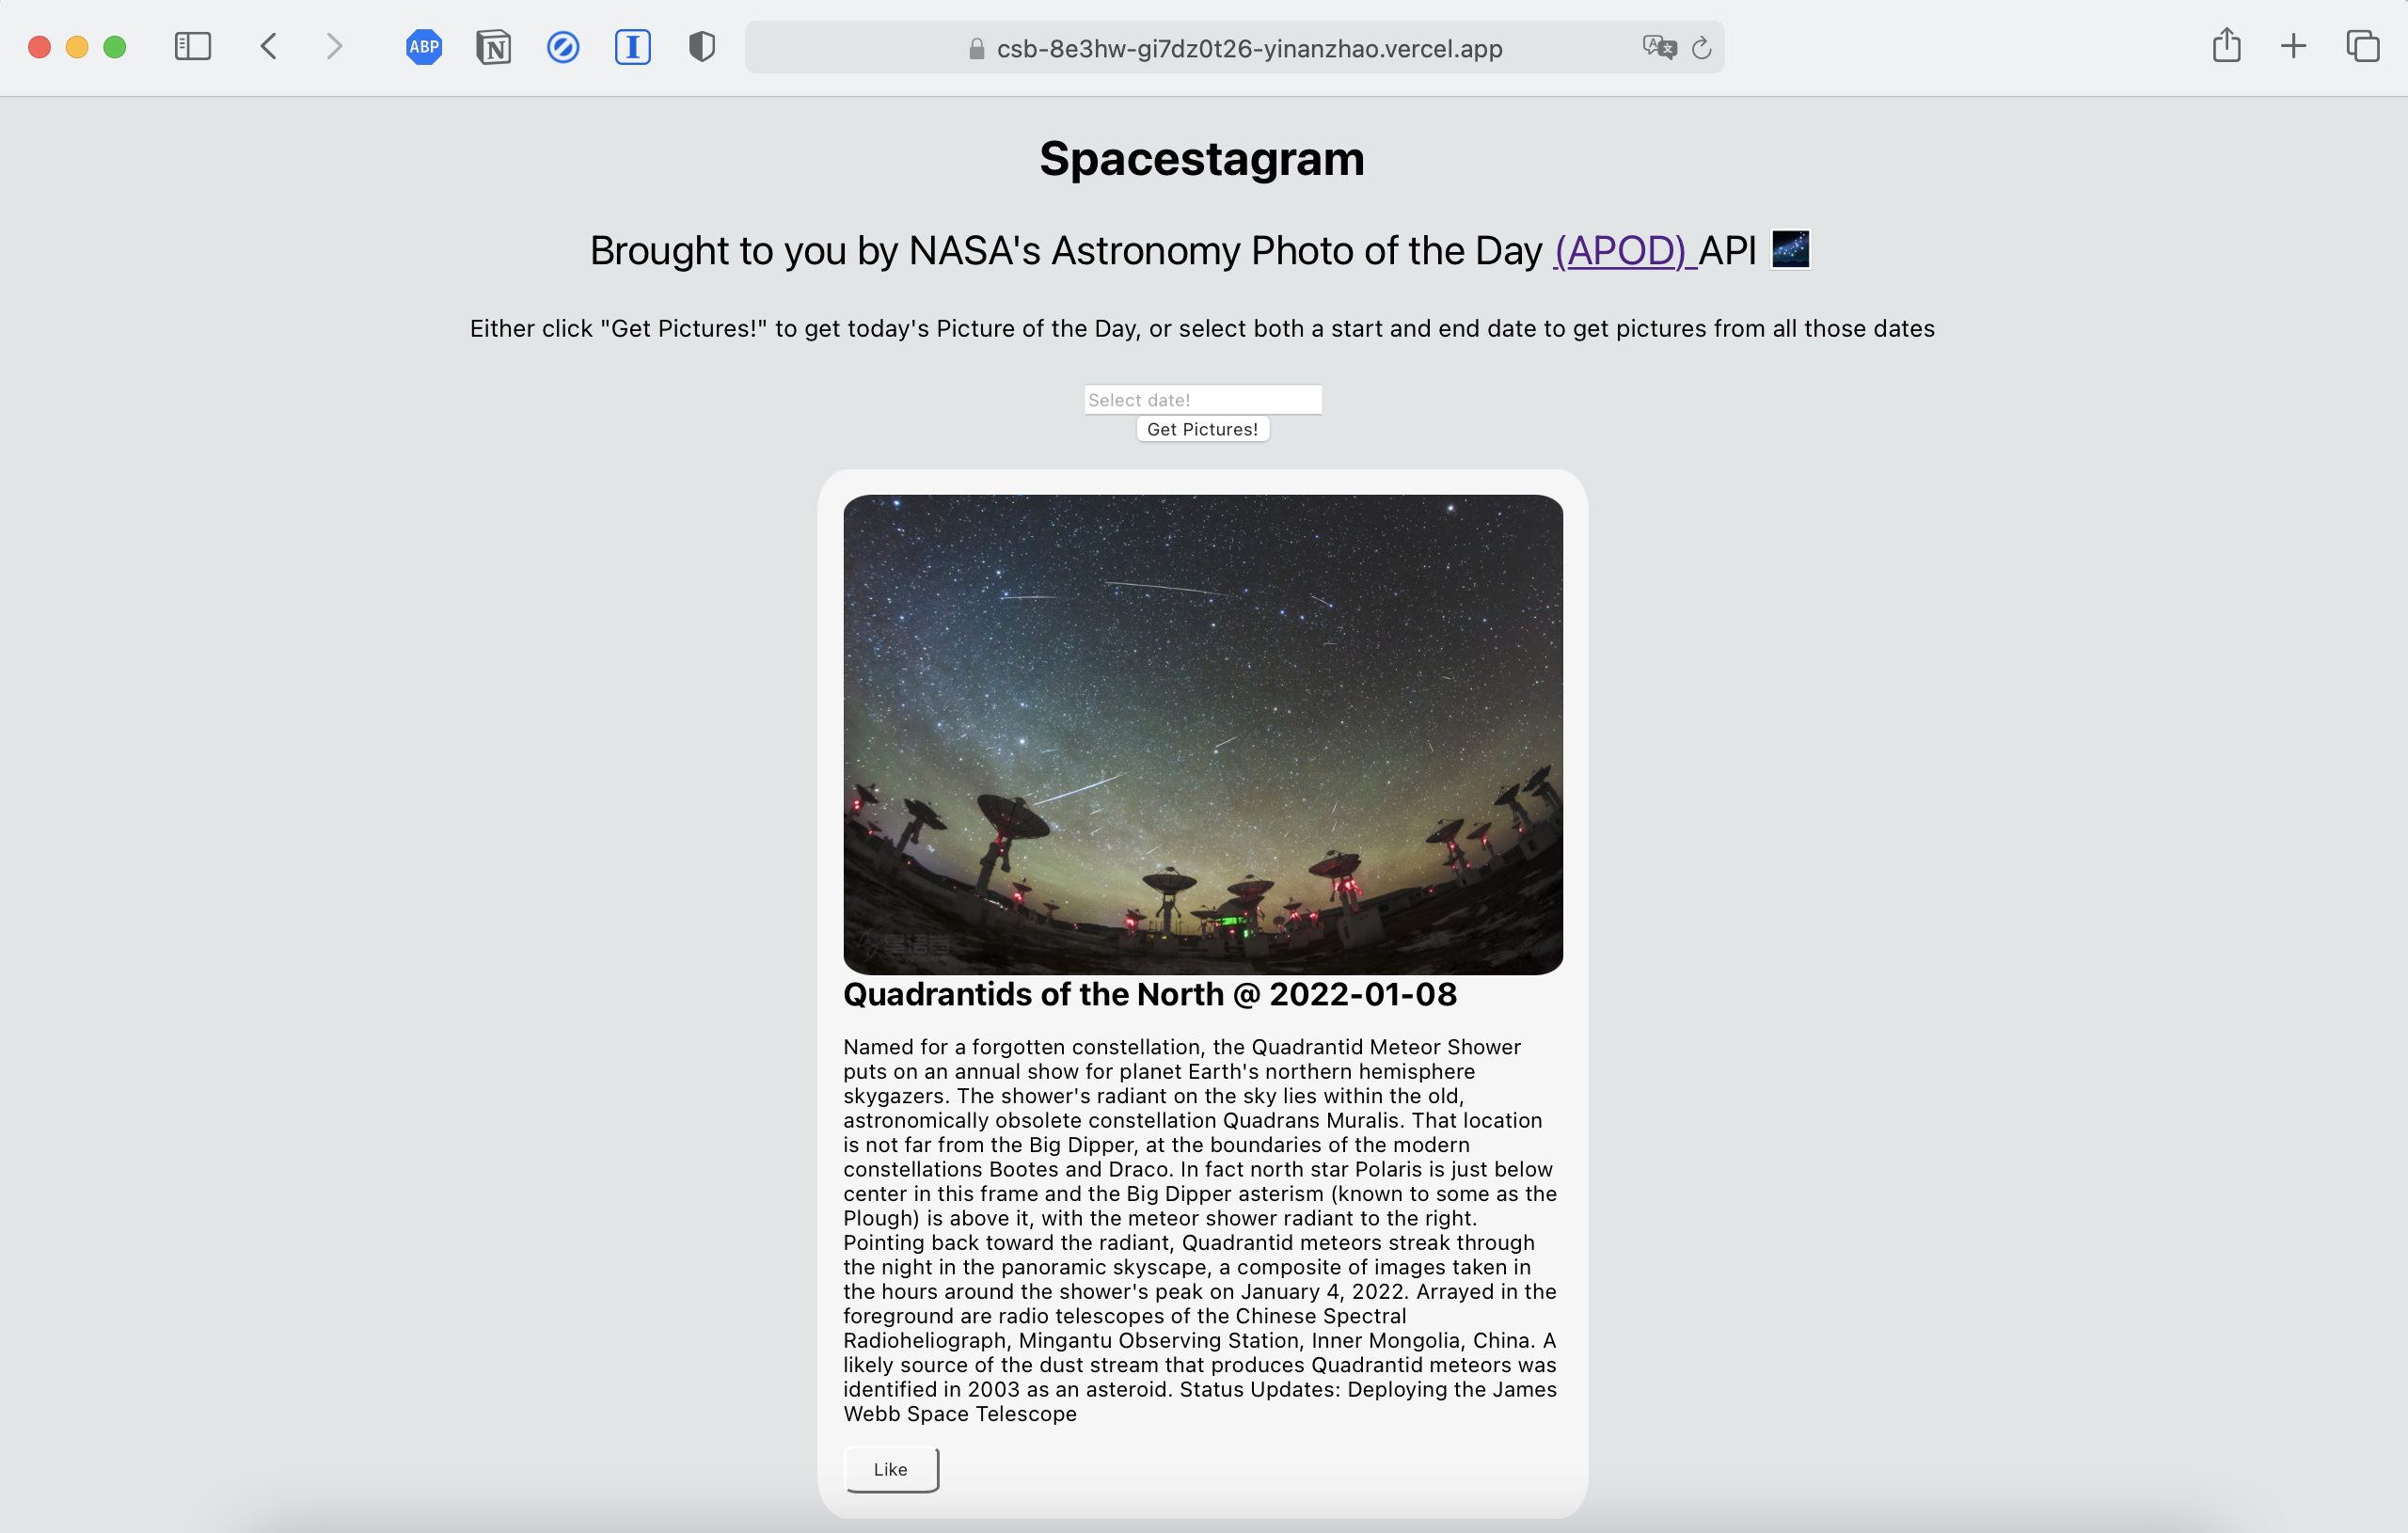 ABP
N
I
csb-8e3hw-gi7dz0t26-yinanzhao.vercel.app
Spacestagram
Brought to you by NASA's Astronomy Photo of the Day (APOD) API 🌌
Either click "Get Pictures!" to get today's Picture of the Day, or select both a start and end date to get pictures from all those dates
Select date!
Get Pictures!
Quadrantids of the North @ 2022-01-08
Named for a forgotten constellation, the Quadrantid Meteor Shower
puts on an annual show for planet Earth's northern hemisphere
skygazers. The shower's radiant on the sky lies within the old,
astronomically obsolete constellation Quadrans Muralis. That location
is not far from the Big Dipper, at the boundaries of the modern
constellations Bootes and Draco. In fact north star Polaris is just below
center in this frame and the Big Dipper asterism (known to some as the
Plough) is above it, with the meteor shower radiant to the right.
Pointing back toward the radiant, Quadrantid meteors streak through
the night in the panoramic skyscape, a composite of images taken in
the hours around the shower's peak on January 4, 2022. Arrayed in the
foreground are radio telescopes of the Chinese Spectral
Radioheliograph, Mingantu Observing Station, Inner Mongolia, China. A
likely source of the dust stream that produces Quadrantid meteors was
identified in 2003 as an asteroid. Status Updates: Deploying the James
Webb Space Telescope
Like